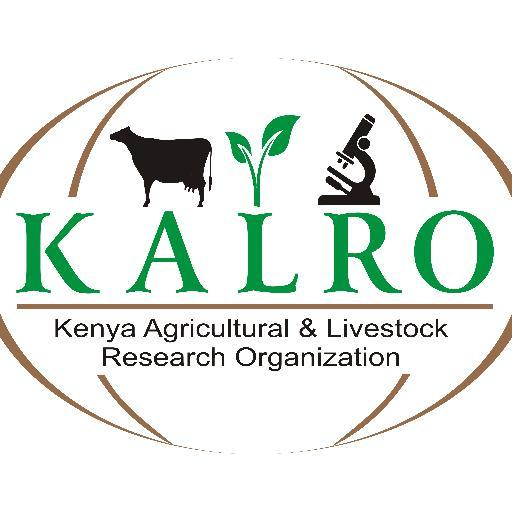 KALRO
Kenya Agricultural & Livestock
Research Organization